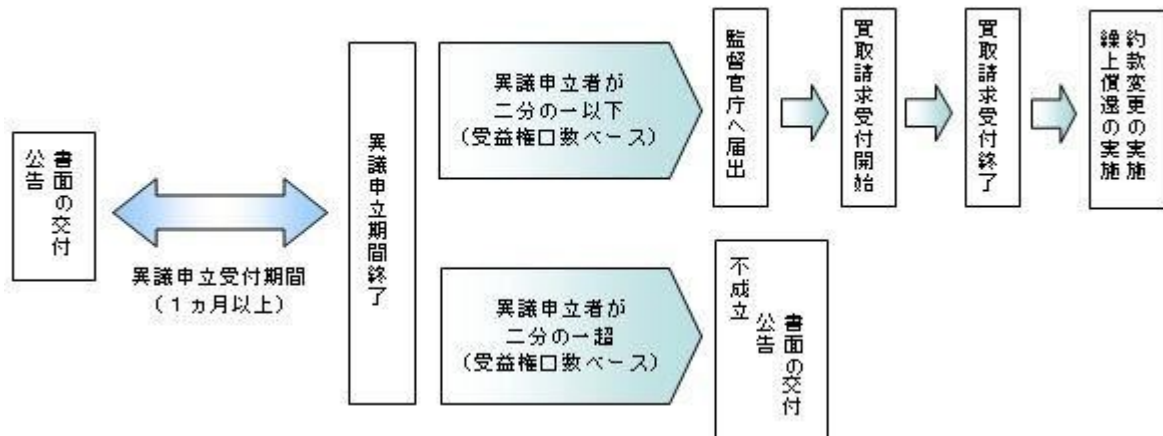 書面の交付
公告
異議申立受付期間
（１ヵ月以上）
異議申立期間終了
異議申立者が
二分の一以下
（受益権口数ベース）
監督官庁へ届出
買取請求受付開始
買取請求受付終了
約款変更の実施
繰上償還の実施
異議申立者が
二分の一超
（受益権口数ベース）
不成立
書面の交付
公告